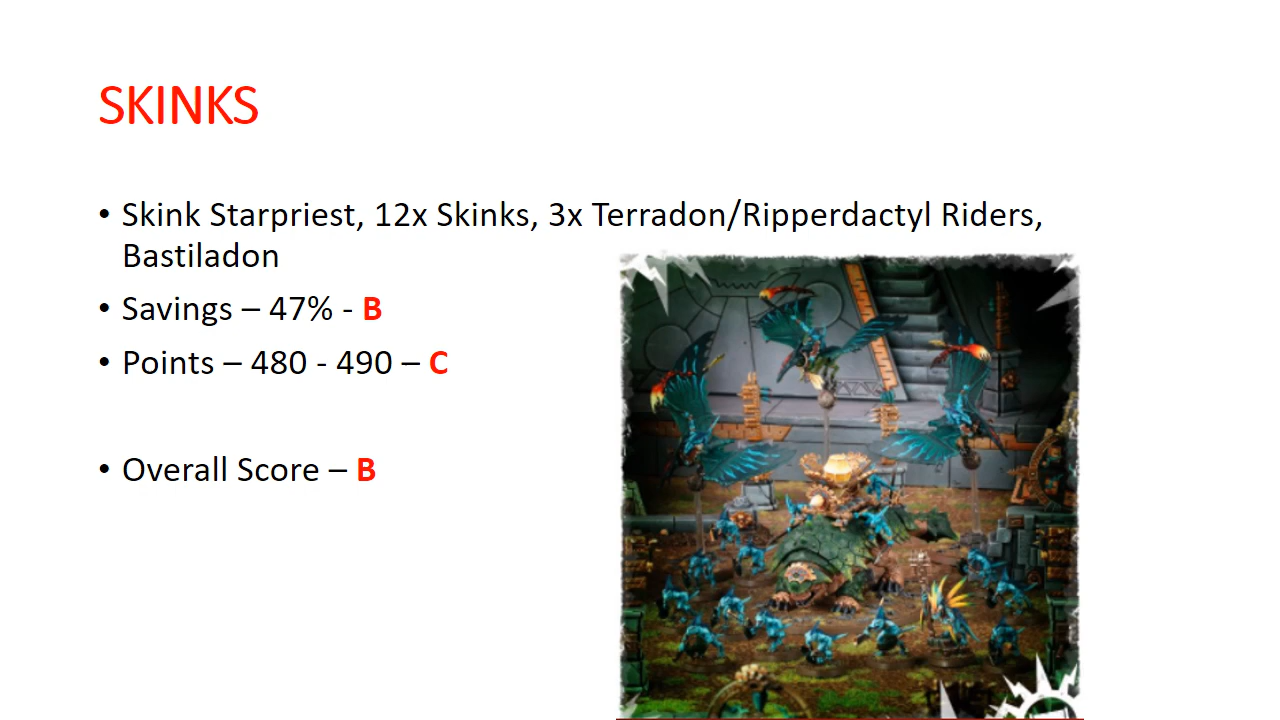 SKINKS
• Skink Starpriest, 12x Skinks, 3x Terradon/Ripperdactyl Riders,
Bastiladon
• Savings – 47% - B
• Points – 480 - 490 – C
• Overall Score – B